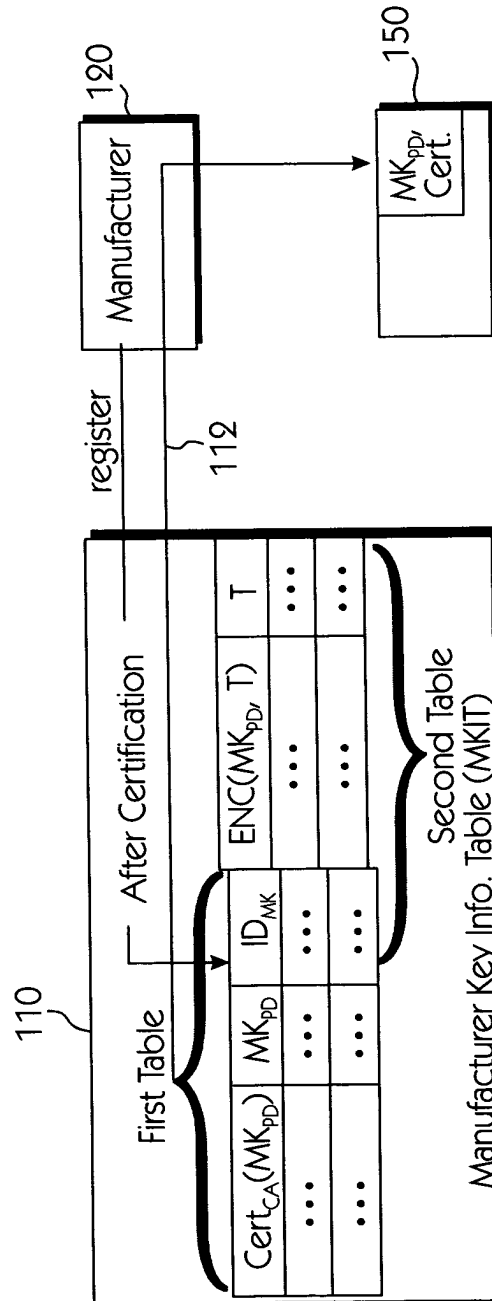 110
120
Manufacturer
register
After Certification
First Table
112
Cert_CA(MK_PD) MK_PD ID_MK ENC(MK_PD, T) T
••• ••• ••• ••• •••
••• ••• ••• ••• •••
Second Table
Manufacturer Key Info. Table (MKIT)
150
MK_PD,
Cert.